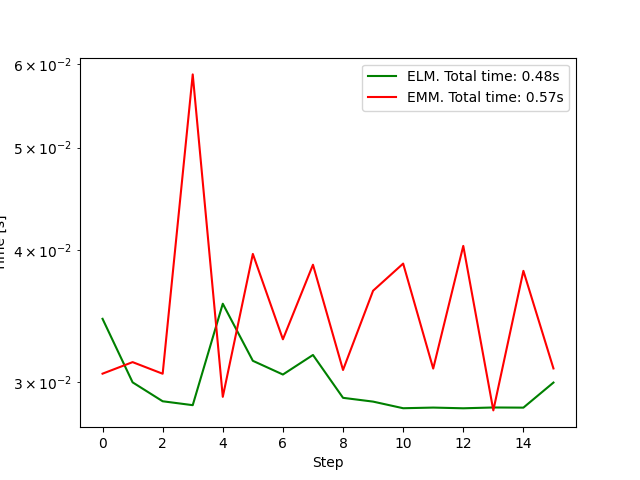 ELM. Total time: 0.48s
EMM. Total time: 0.57s
6 × 10⁻²
5 × 10⁻²
4 × 10⁻²
3 × 10⁻²
0 2 4 6 8 10 12 14
Step